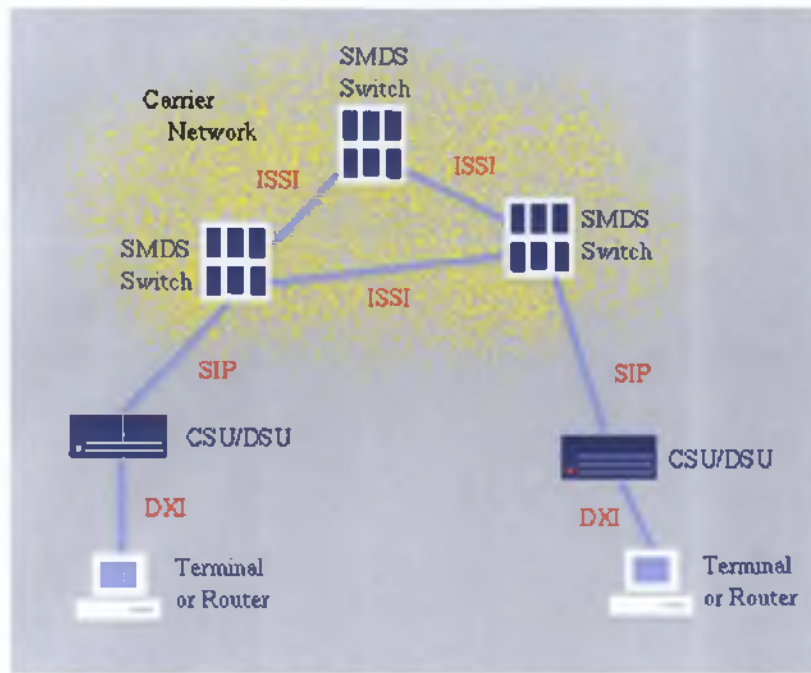 SMDS
Switch
Carrier
Network
ISSI
ISSI
SMDS
Switch
SMDS
Switch
ISSI
SIP
SIP
CSU/DSU
CSU/DSU
DXI
DXI
Terminal
or Router
Terminal
or Router